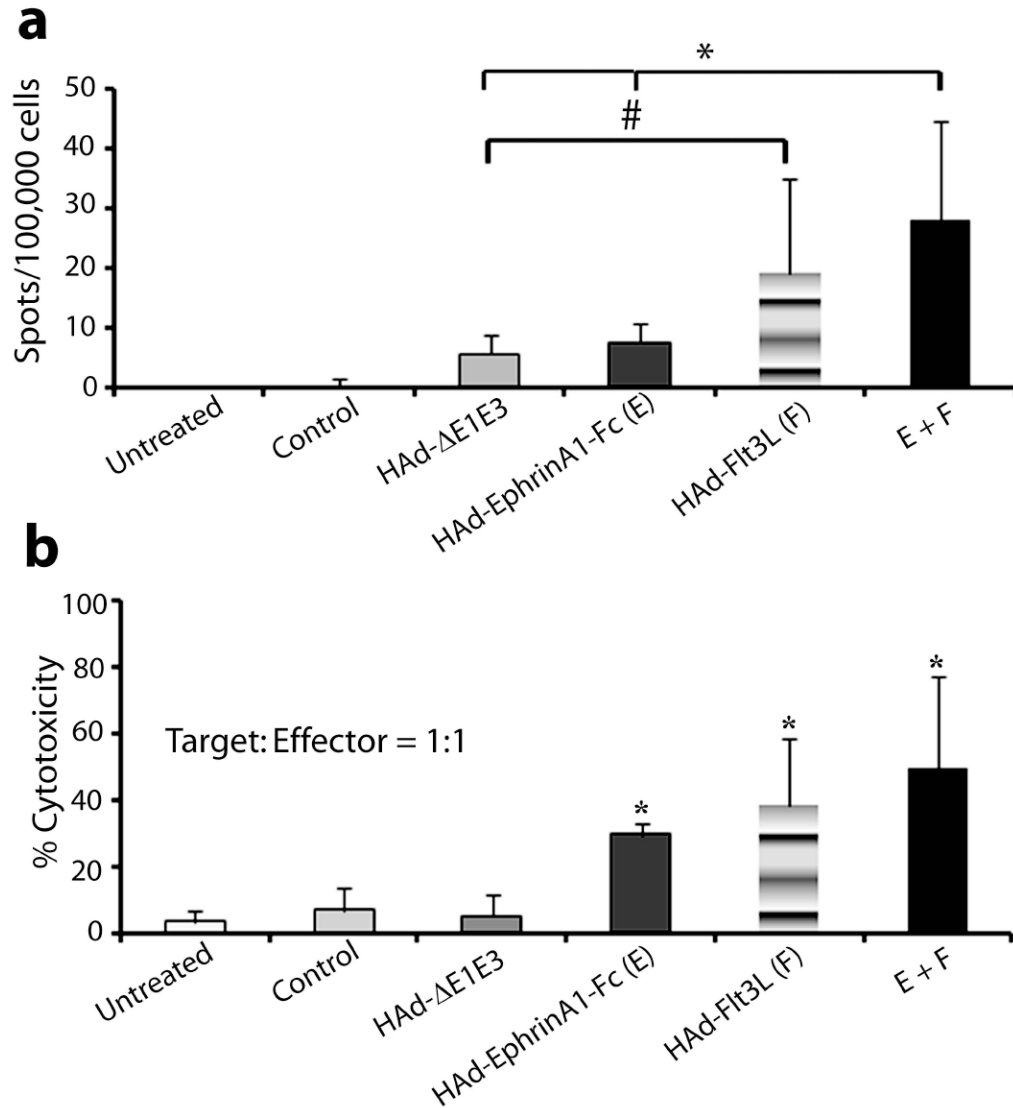 a
*
#
Spots/100,000 cells
50
40
30
20
10
0
Untreated
Control
HAd-ΔE1E3
HAd-EphrinA1-Fc (E)
HAd-Flt3L (F)
E + F
b
% Cytotoxicity
100
80
60
40
20
0
Target: Effector = 1:1
*
*
*
Untreated
Control
HAd-ΔE1E3
HAd-EphrinA1-Fc (E)
HAd-Flt3L (F)
E + F